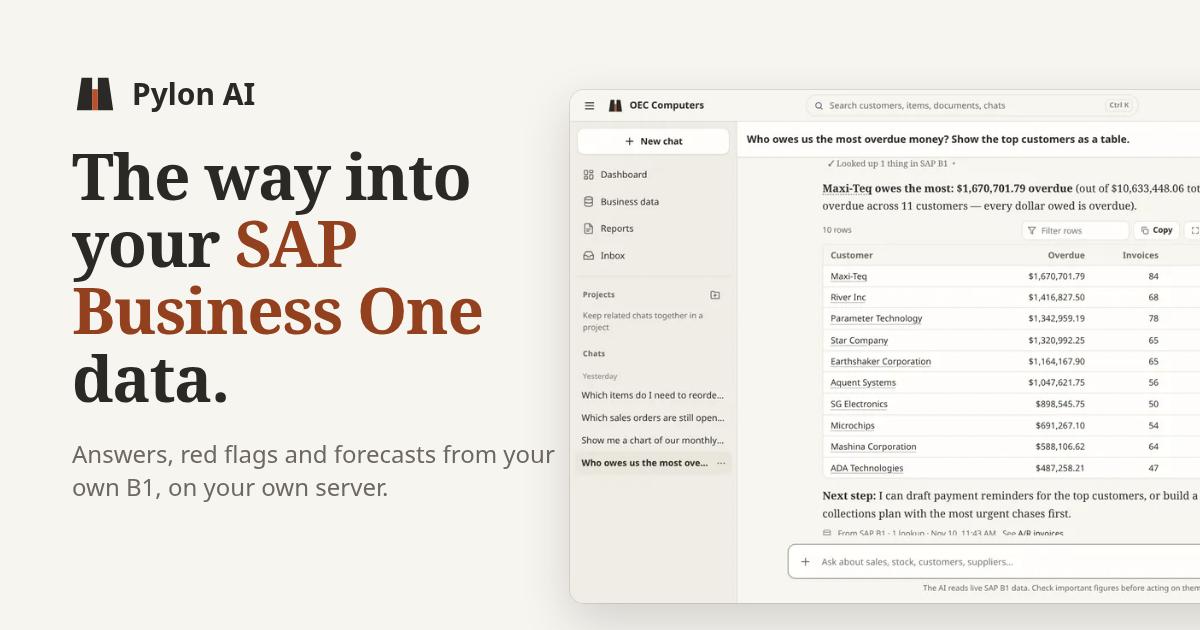 Pylon AI
The way into
your SAP
Business One
data.
Answers, red flags and forecasts from your
own B1, on your own server.
OEC Computers
Search customers, items, documents, chats
Ctrl K
New chat
Dashboard
Business data
Reports
Inbox
Projects
Keep related chats together in a
project
Chats
Yesterday
Which items do I need to reorde...
Which sales orders are still open...
Show me a chart of our monthly...
Who owes us the most ove... ···
Who owes us the most overdue money? Show the top customers as a table.
✓ Looked up 1 thing in SAP B1
Maxi-Teq owes the most: $1,670,701.79 overdue (out of $10,633,448.06 tot
overdue across 11 customers — every dollar owed is overdue).
10 rows
Filter rows
Copy
Customer Overdue Invoices
Maxi-Teq $1,670,701.79 84
River Inc $1,416,827.50 68
Parameter Technology $1,342,959.19 78
Star Company $1,320,992.25 65
Earthshaker Corporation $1,164,167.90 65
Aquent Systems $1,047,621.75 56
SG Electronics $898,545.75 50
Microchips $691,267.10 54
Mashina Corporation $588,106.62 64
ADA Technologies $487,258.21 47
Next step: I can draft payment reminders for the top customers, or build a
collections plan with the most urgent chases first.
From SAP B1 · 1 lookup · Nov 10, 11:43 AM See A/R invoices
Ask about sales, stock, customers, suppliers...
The AI reads live SAP B1 data. Check important figures before acting on them